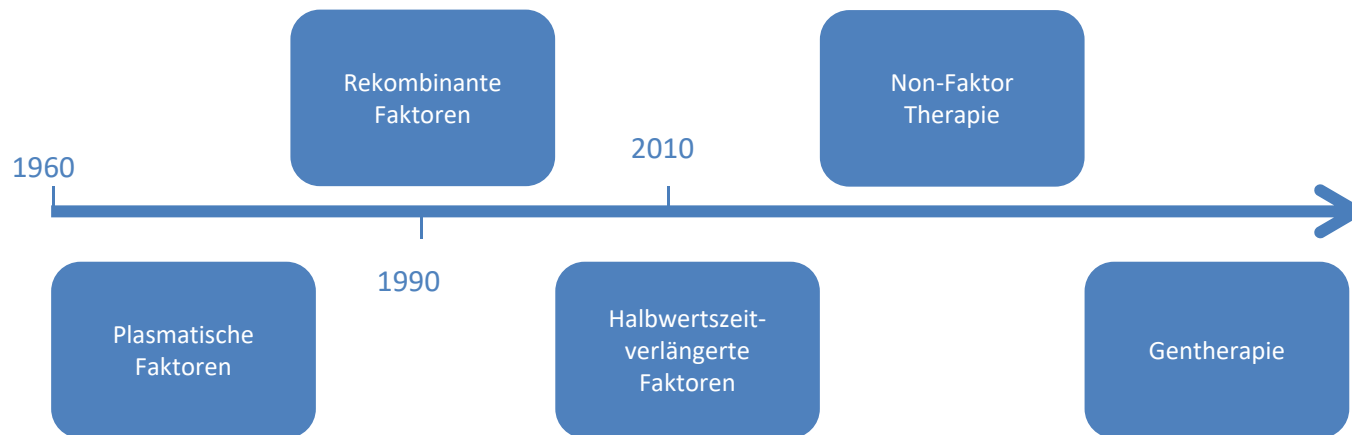 Rekombinante
Faktoren
Non-Faktor
Therapie
1960
2010
1990
Plasmatische
Faktoren
Halbwertszeit-
verlängerte
Faktoren
Gentherapie